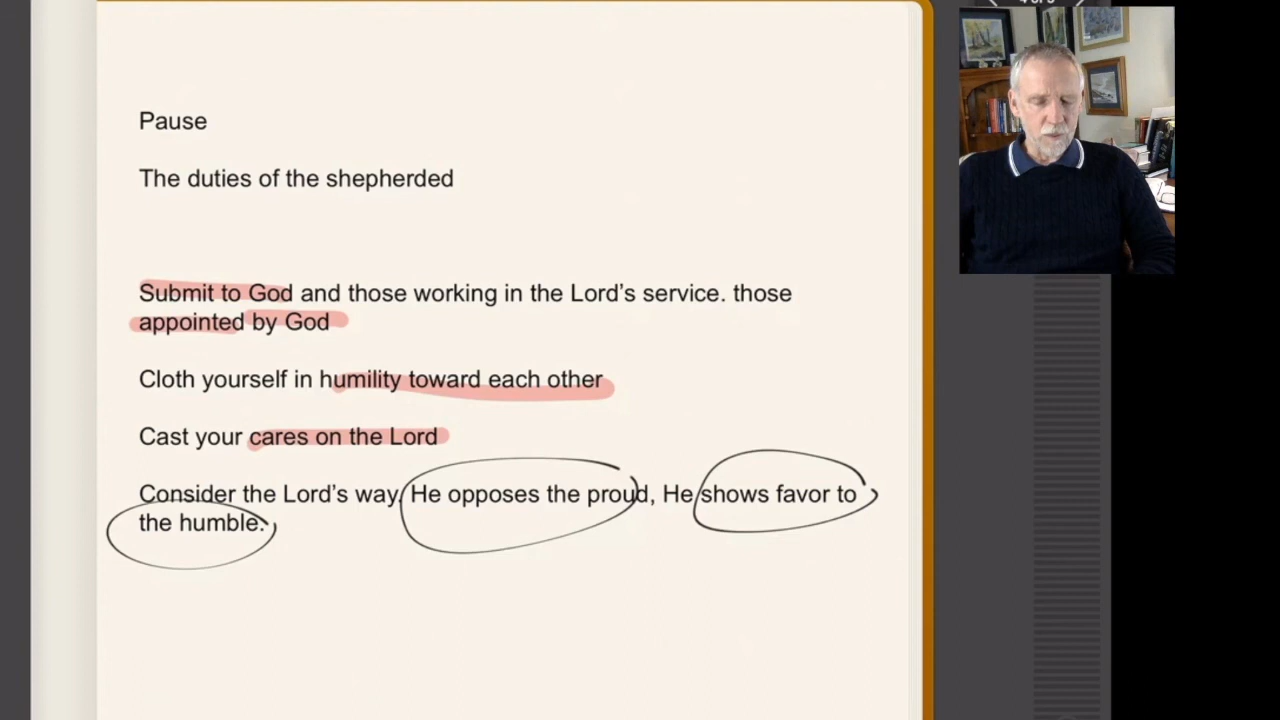 Pause
The duties of the shepherded
Submit to God and those working in the Lord's service. those
appointed by God
Cloth yourself in humility toward each other
Cast your cares on the Lord
Consider the Lord's way. He opposes the proud, He shows favor to
the humble.